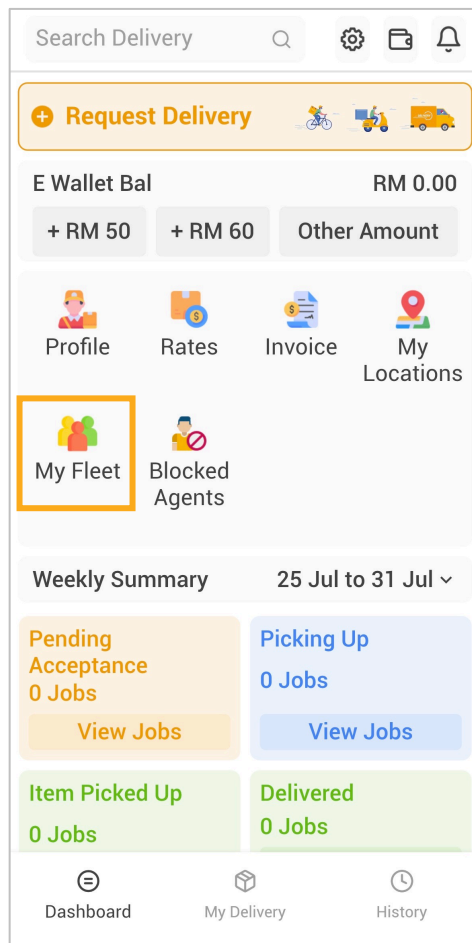 Search Delivery
Request Delivery
E Wallet Bal RM 0.00
+ RM 50 + RM 60 Other Amount
Profile Rates Invoice My
Locations
My Fleet Blocked
Agents
Weekly Summary 25 Jul to 31 Jul
Pending
Acceptance
0 Jobs
View Jobs
Picking Up
0 Jobs
View Jobs
Item Picked Up
0 Jobs
Delivered
0 Jobs
Dashboard My Delivery History